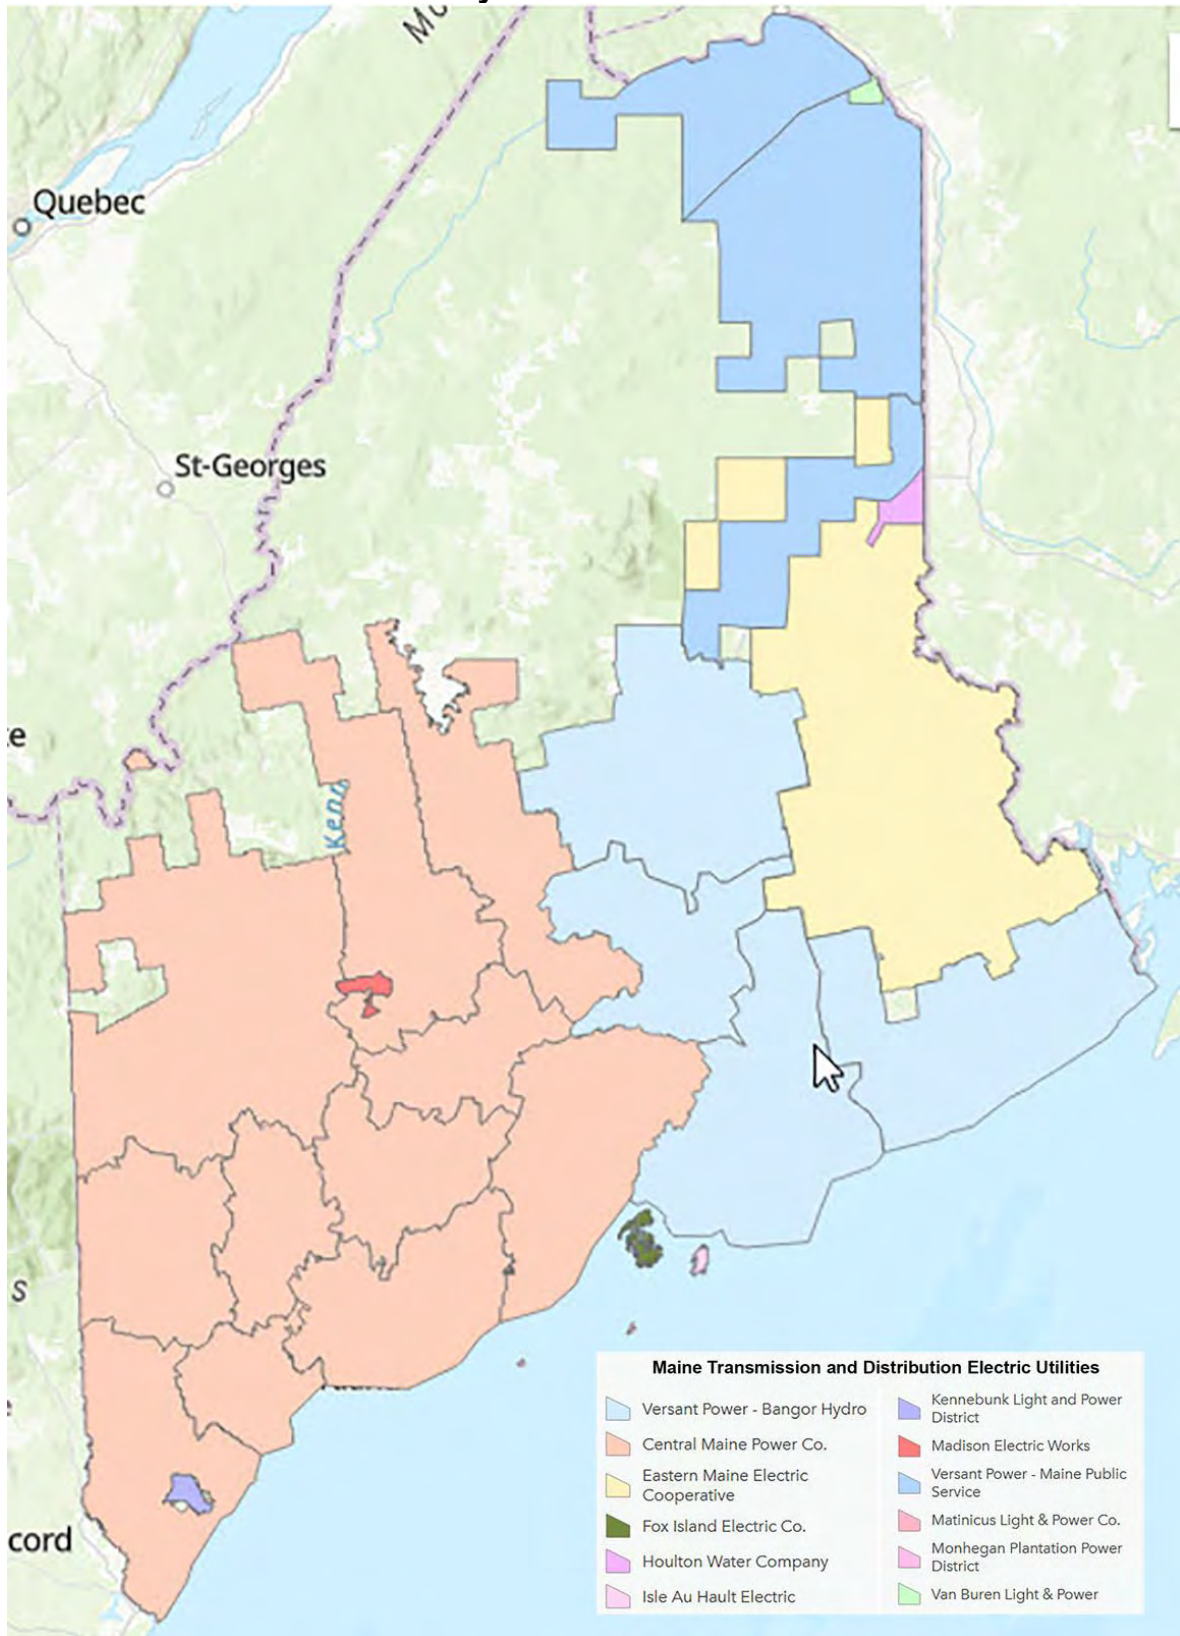 Quebec
St-Georges
Kenn
te
S
cord
Maine Transmission and Distribution Electric Utilities
Versant Power - Bangor Hydro
Central Maine Power Co.
Eastern Maine Electric
Cooperative
Fox Island Electric Co.
Houlton Water Company
Isle Au Hault Electric
Kennebunk Light and Power
District
Madison Electric Works
Versant Power - Maine Public
Service
Matinicus Light & Power Co.
Monhegan Plantation Power
District
Van Buren Light & Power